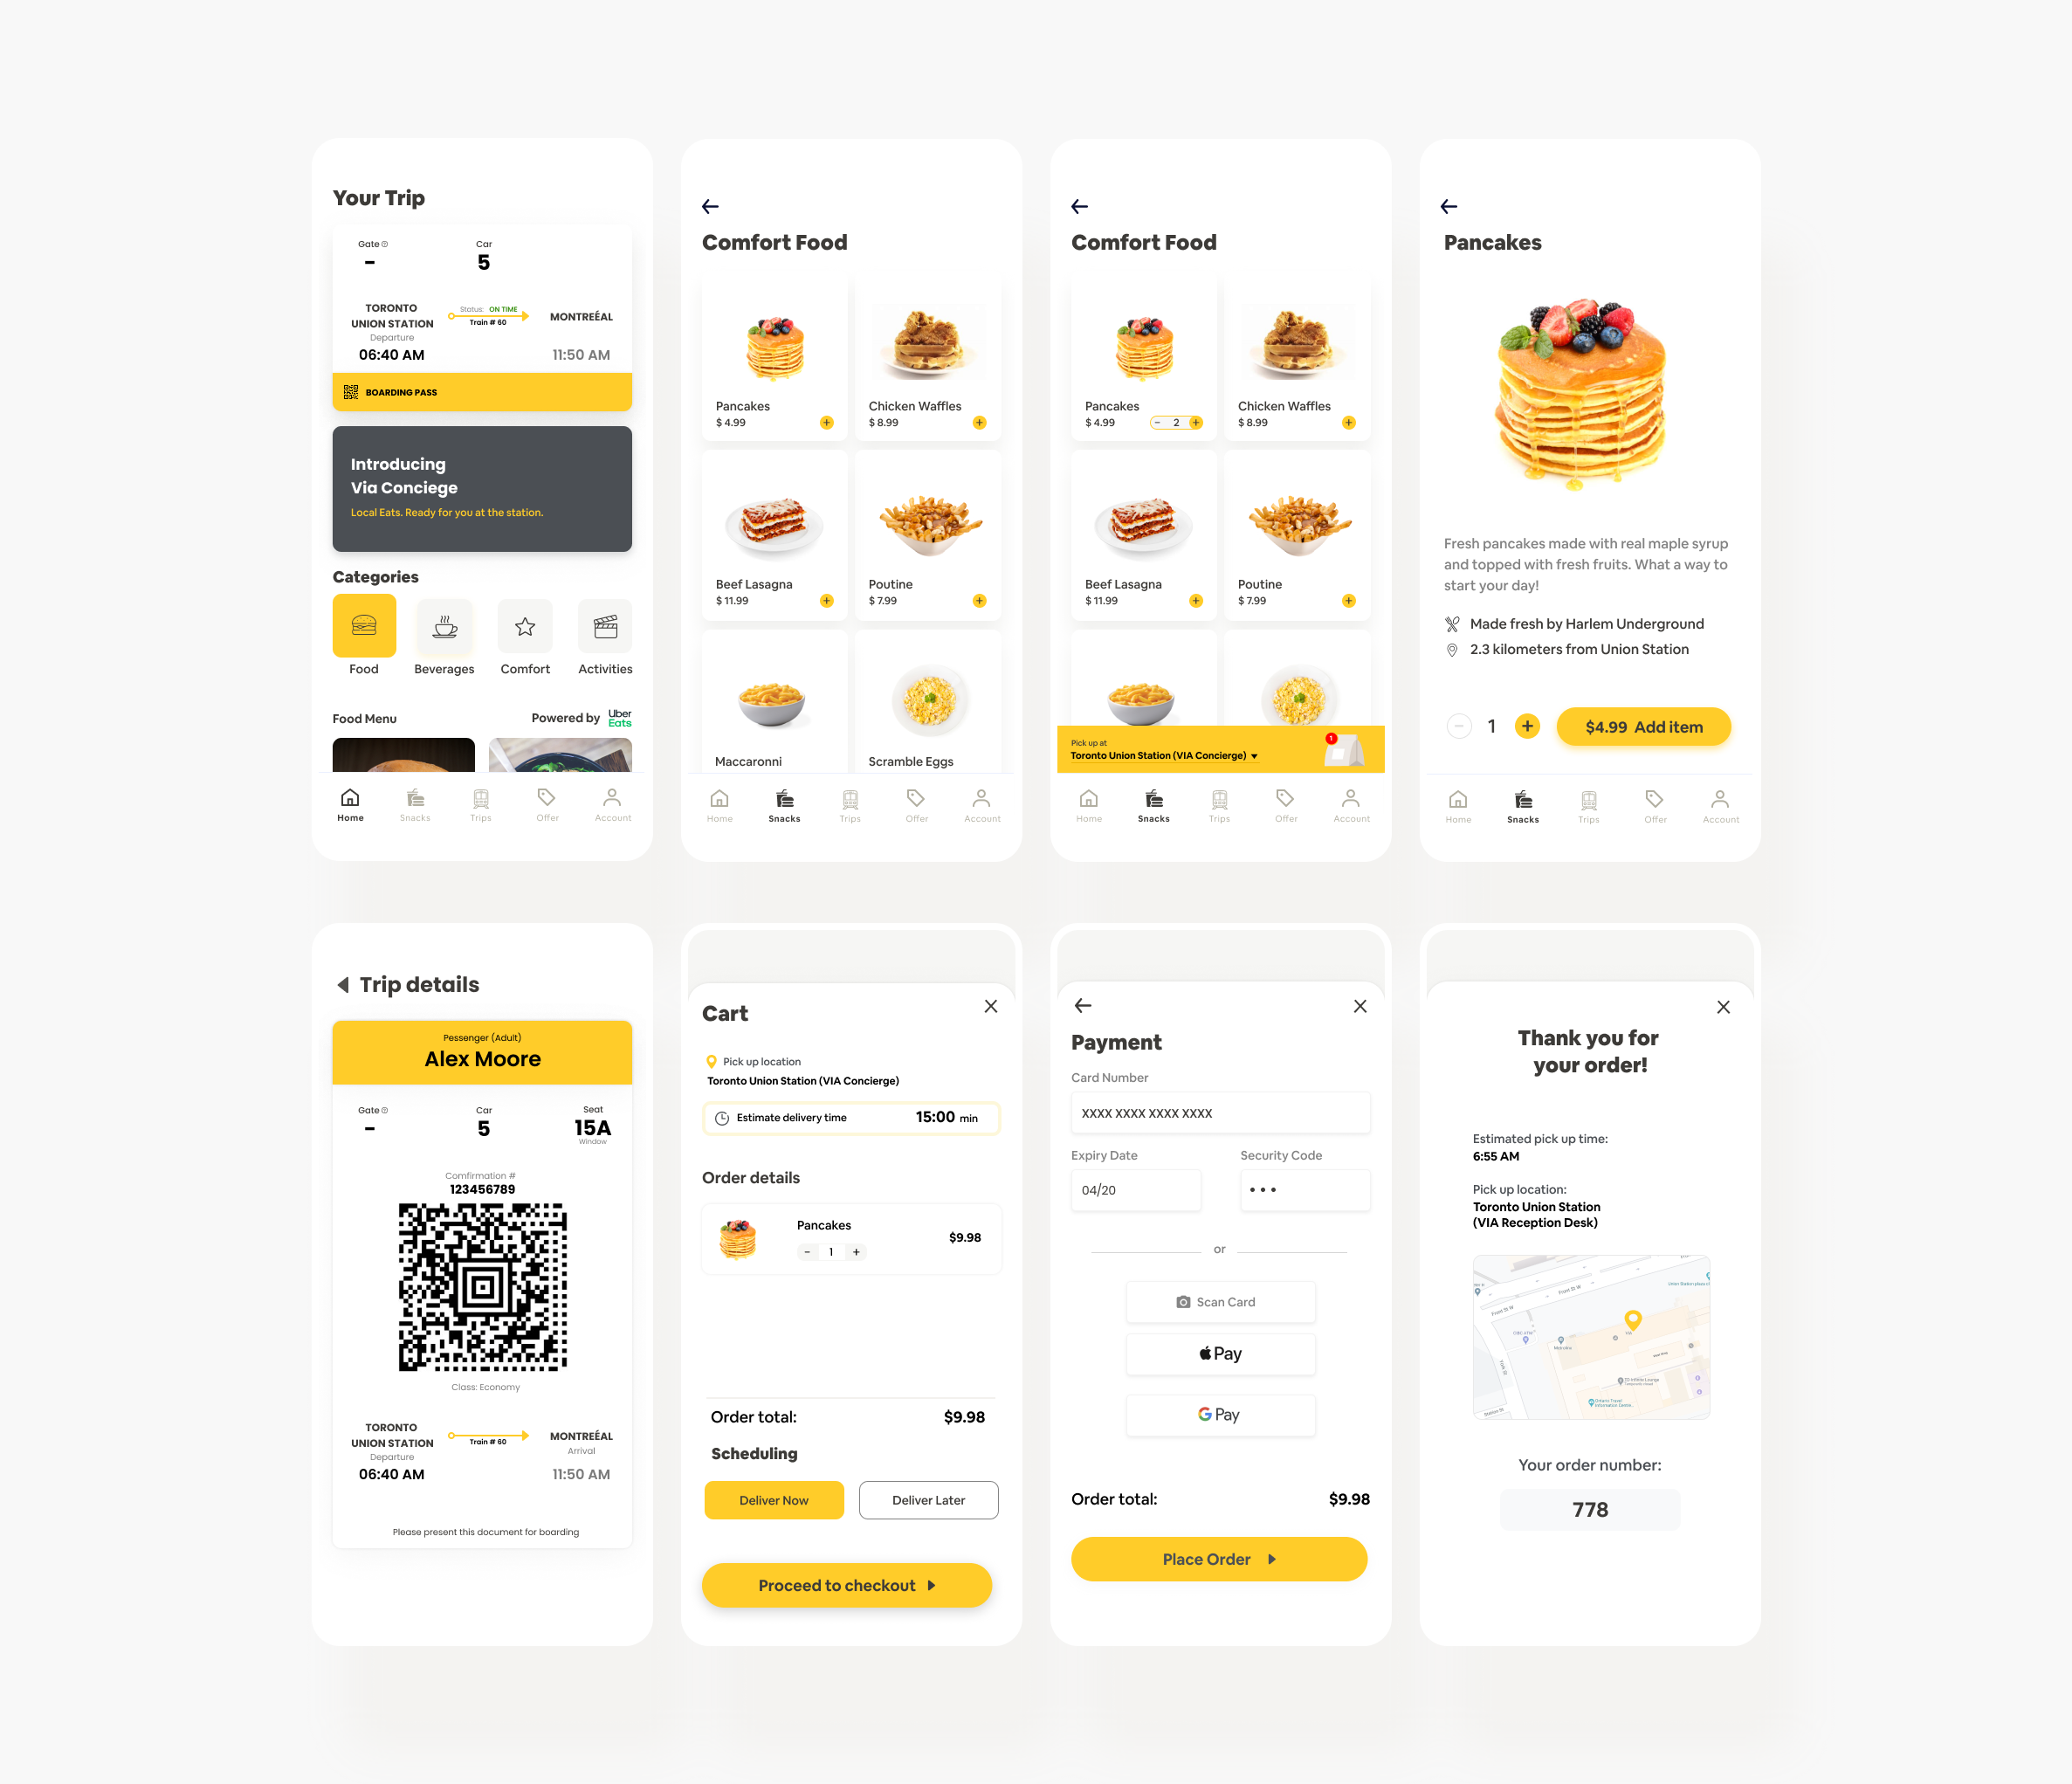 Your Trip
Gate
Car
-
5
TORONTO
UNION STATION
Departure
06:40 AM
Status: ON TIME
Train # 60
MONTREÉAL
11:50 AM
BOARDING PASS
Introducing
Via Conciege
Local Eats. Ready for you at the station.
Categories
Food
Beverages
Comfort
Activities
Food Menu
Powered by Uber Eats
Home
Snacks
Trips
Offer
Account
Comfort Food
Pancakes
$ 4.99
Chicken Waffles
$ 8.99
Beef Lasagna
$ 11.99
Poutine
$ 7.99
Maccaronni
Scramble Eggs
Home
Snacks
Trips
Offer
Account
Comfort Food
Pancakes
$ 4.99
- 2 +
Chicken Waffles
$ 8.99
Beef Lasagna
$ 11.99
Poutine
$ 7.99
Pick up at
Toronto Union Station (VIA Concierge)
1
Home
Snacks
Trips
Offer
Account
Pancakes
Fresh pancakes made with real maple syrup
and topped with fresh fruits. What a way to
start your day!
Made fresh by Harlem Underground
2.3 kilometers from Union Station
- 1 +
$4.99 Add item
Home
Snacks
Trips
Offer
Account
Trip details
Pessenger (Adult)
Alex Moore
Gate
Car
Seat
-
5
15A
Window
Comfirmation #
123456789
Class: Economy
TORONTO
UNION STATION
Departure
06:40 AM
Train # 60
MONTREÉAL
Arrival
11:50 AM
Please present this document for boarding
Cart
Pick up location
Toronto Union Station (VIA Concierge)
Estimate delivery time
15:00 min
Order details
Pancakes
- 1 +
$9.98
Order total:
$9.98
Scheduling
Deliver Now
Deliver Later
Proceed to checkout
Payment
Card Number
XXXX XXXX XXXX XXXX
Expiry Date
Security Code
04/20
• • •
or
Scan Card
Pay
G Pay
Order total:
$9.98
Place Order
Thank you for
your order!
Estimated pick up time:
6:55 AM
Pick up location:
Toronto Union Station
(VIA Reception Desk)
Front St W
Front St W
York St
Station St
Your order number:
778